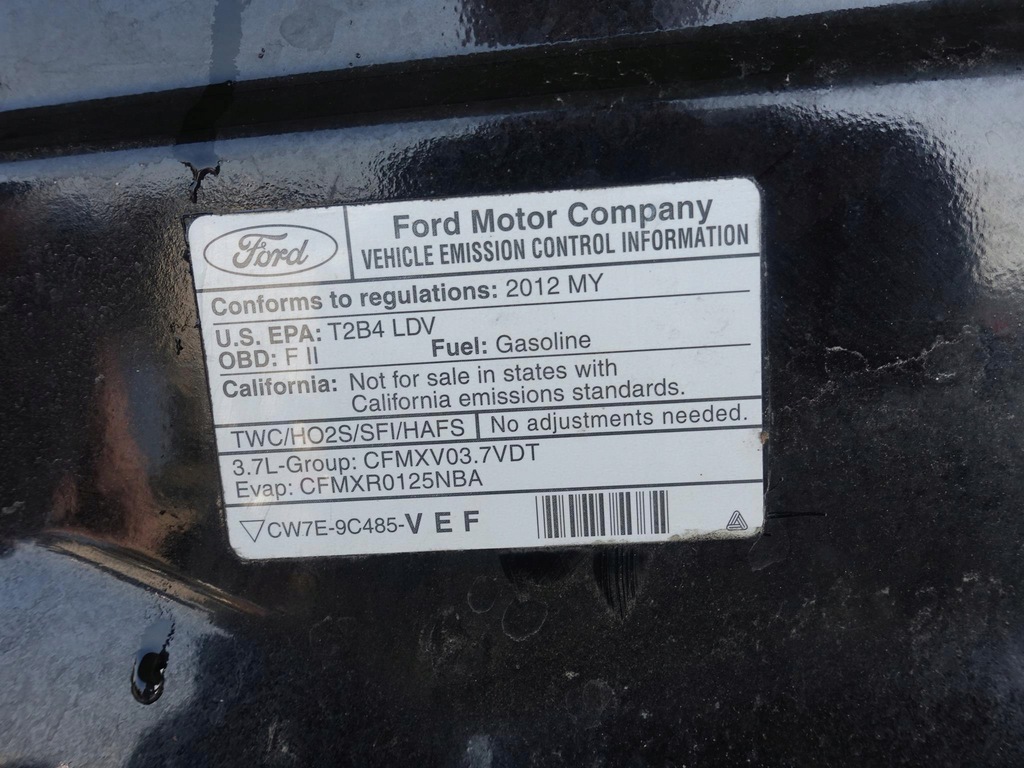 Ford
Ford Motor Company
VEHICLE EMISSION CONTROL INFORMATION
Conforms to regulations: 2012 MY
U.S. EPA: T2B4 LDV
OBD: F II Fuel: Gasoline
California: Not for sale in states with
California emissions standards.
TWC/HO2S/SFI/HAFS No adjustments needed.
3.7L-Group: CFMXV03.7VDT
Evap: CFMXR0125NBA
CW7E-9C485-V E F